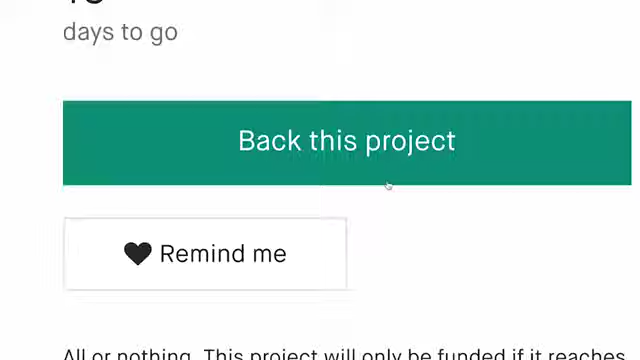 days to go
Back this project
Remind me
All or nothing. This project will only be funded if it reaches